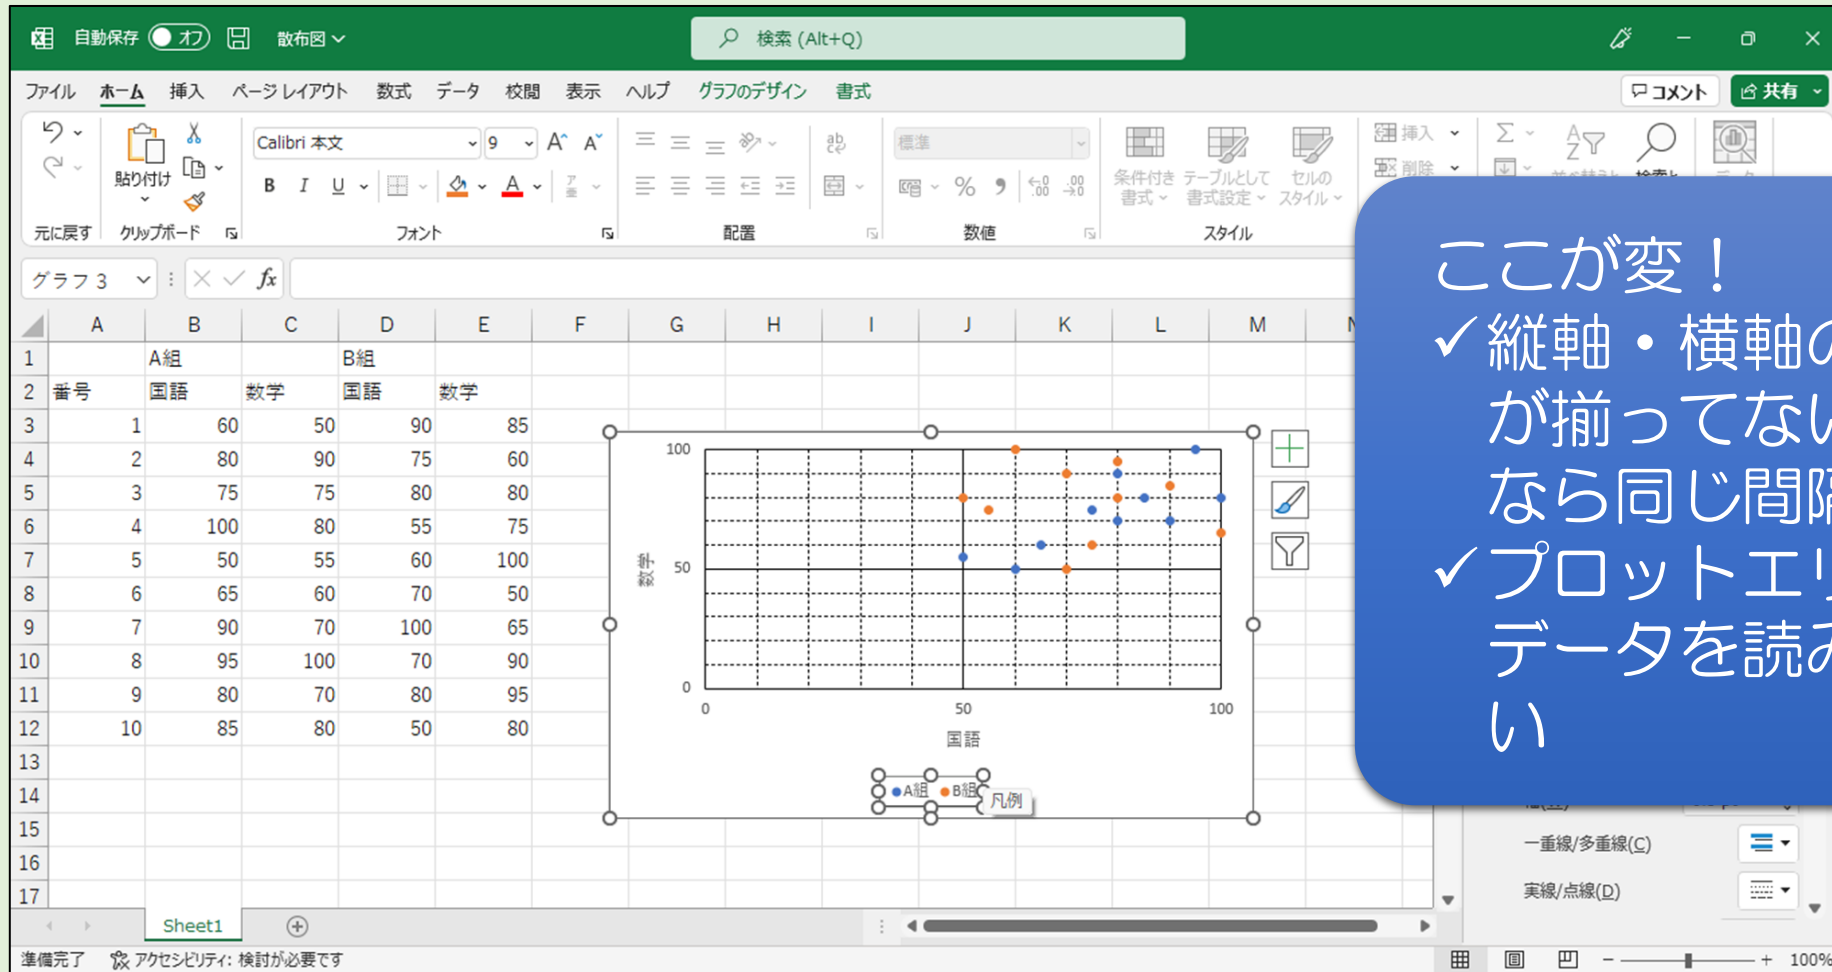 自動保存 オフ 散布図 検索 (Alt+Q)
ファイル ホーム 挿入 ページ レイアウト 数式 データ 校閲 表示 ヘルプ グラフのデザイン 書式 コメント 共有
貼り付け Calibri 本文 9 標準 条件付き 書式 テーブルとして 書式設定 セルの スタイル 挿入 削除
元に戻す クリップボード フォント 配置 数値 スタイル
グラフ 3 fx
A B C D E F G H I J K L M
1 A組 B組
2 番号 国語 数学 国語 数学
3 1 60 50 90 85
4 2 80 90 75 60
5 3 75 75 80 80
6 4 100 80 55 75
7 5 50 55 60 100
8 6 65 60 70 50
9 7 90 70 100 65
10 8 95 100 70 90
11 9 80 70 80 95
12 10 85 80 50 80
13
14
15
16
17
100
数学
50
0
0 50 100
国語
A組 B組
凡例
ここが変！
✓縦軸・横軸の
が揃ってない
なら同じ間隔
✓プロットエリ
データを読み
い
一重線/多重線(C)
実線/点線(D)
Sheet1
準備完了 アクセシビリティ: 検討が必要です 100%